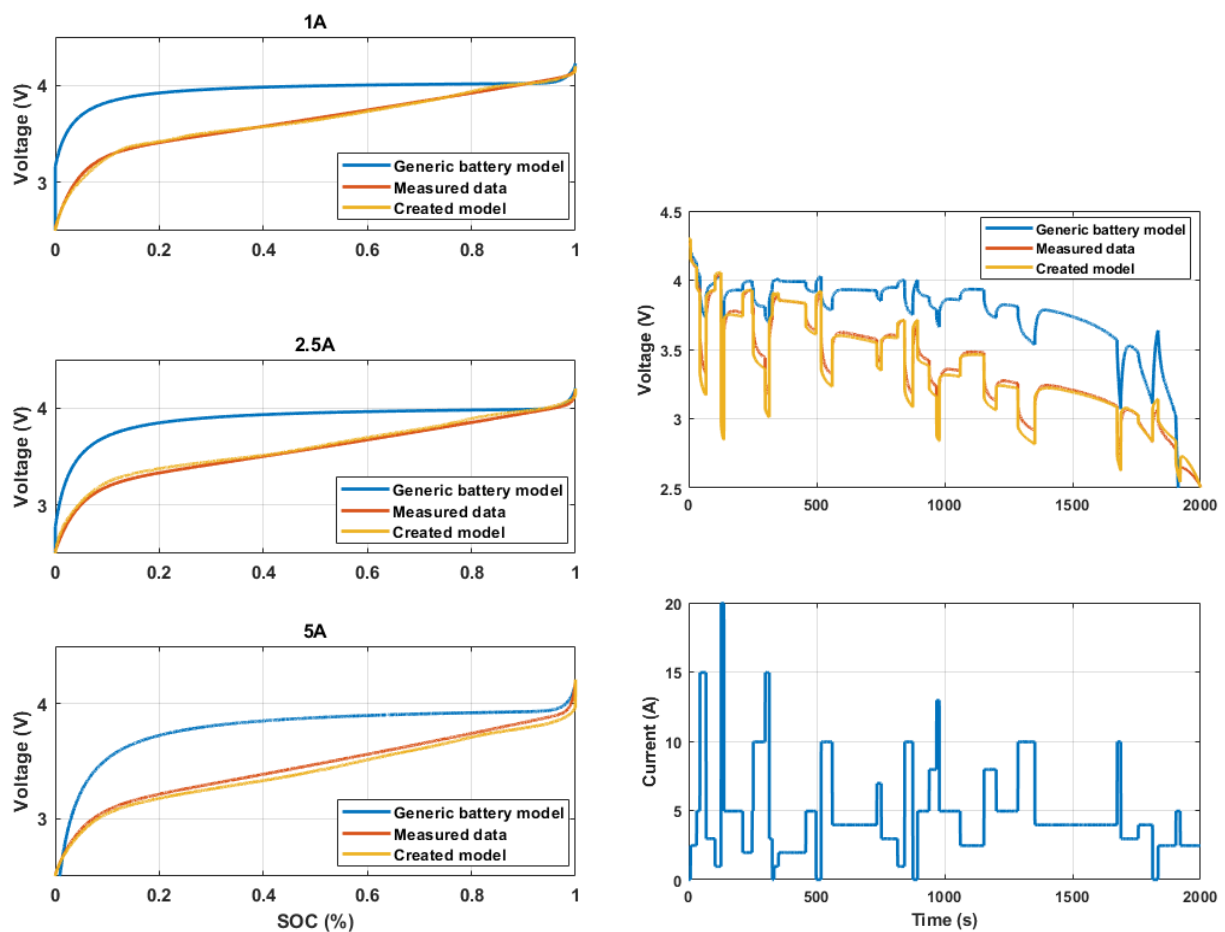 1A
Voltage (V)
4
3
Generic battery model
Measured data
Created model
0 0.2 0.4 0.6 0.8 1
2.5A
Voltage (V)
4
3
Generic battery model
Measured data
Created model
0 0.2 0.4 0.6 0.8 1
5A
Voltage (V)
4
3
Generic battery model
Measured data
Created model
0 0.2 0.4 0.6 0.8 1
SOC (%)
Voltage (V)
4.5
4
3.5
3
2.5
Generic battery model
Measured data
Created model
0 500 1000 1500 2000
Current (A)
20
15
10
5
0
0 500 1000 1500 2000
Time (s)